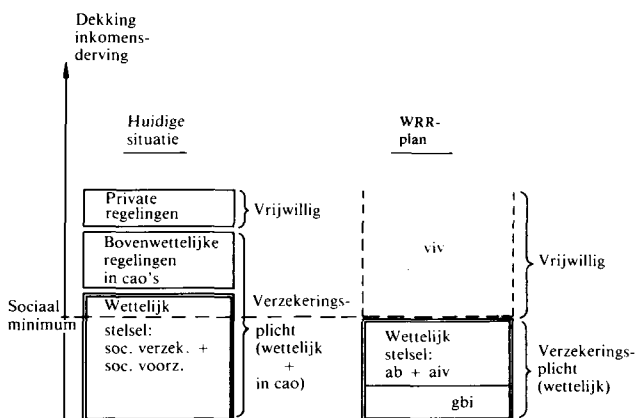 Dekking
inkomens-
derving
Huidige
situatie
WRR-
plan
Private
regelingen
Vrijwillig
Bovenwettelijke
regelingen
in cao's
viv
Vrijwillig
Sociaal
minimum
Wettelijk
stelsel:
soc. verzek. +
soc. voorz.
Verzekerings-
plicht
(wettelijk
+
in cao)
Wettelijk
stelsel:
ab + aiv
gbi
Verzekerings-
plicht
(wettelijk)